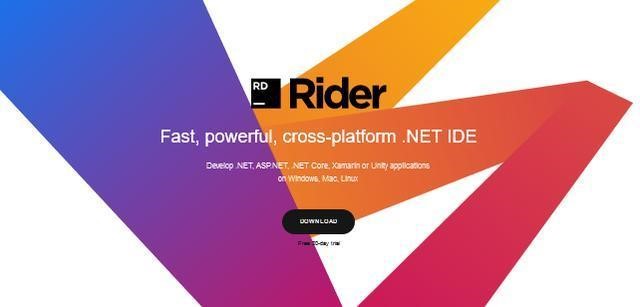 RD
Rider
Fast, powerful, cross-platform .NET IDE
Develop .NET, ASP.NET, .NET Core, Xamarin or Unity applications
on Windows, Mac, Linux
DOWNLOAD
Free 30-day trial